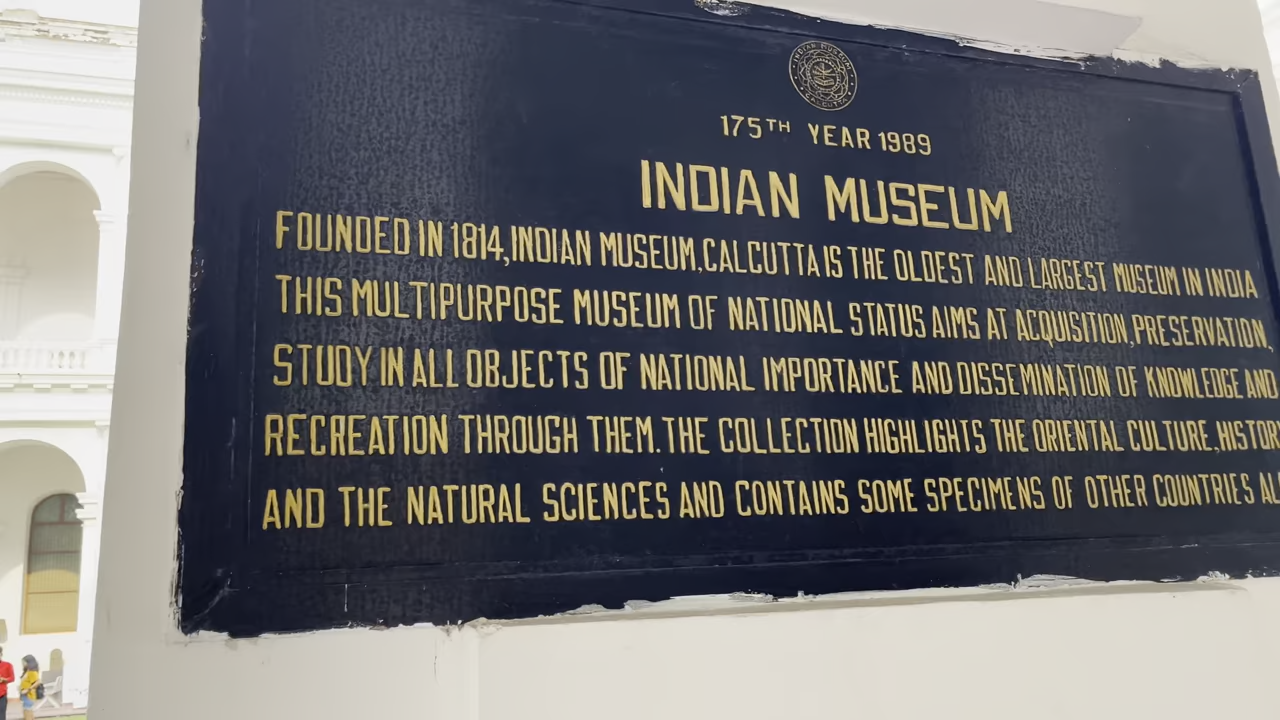 INDIAN MUSEUM
CALCUTTA
175TH YEAR 1989
INDIAN MUSEUM
FOUNDED IN 1814, INDIAN MUSEUM, CALCUTTA IS THE OLDEST AND LARGEST MUSEUM IN INDIA
THIS MULTIPURPOSE MUSEUM OF NATIONAL STATUS AIMS AT ACQUISITION, PRESERVATION,
STUDY IN ALL OBJECTS OF NATIONAL IMPORTANCE AND DISSEMINATION OF KNOWLEDGE AND
RECREATION THROUGH THEM. THE COLLECTION HIGHLIGHTS THE ORIENTAL CULTURE, HISTORY
AND THE NATURAL SCIENCES AND CONTAINS SOME SPECIMENS OF OTHER COUNTRIES